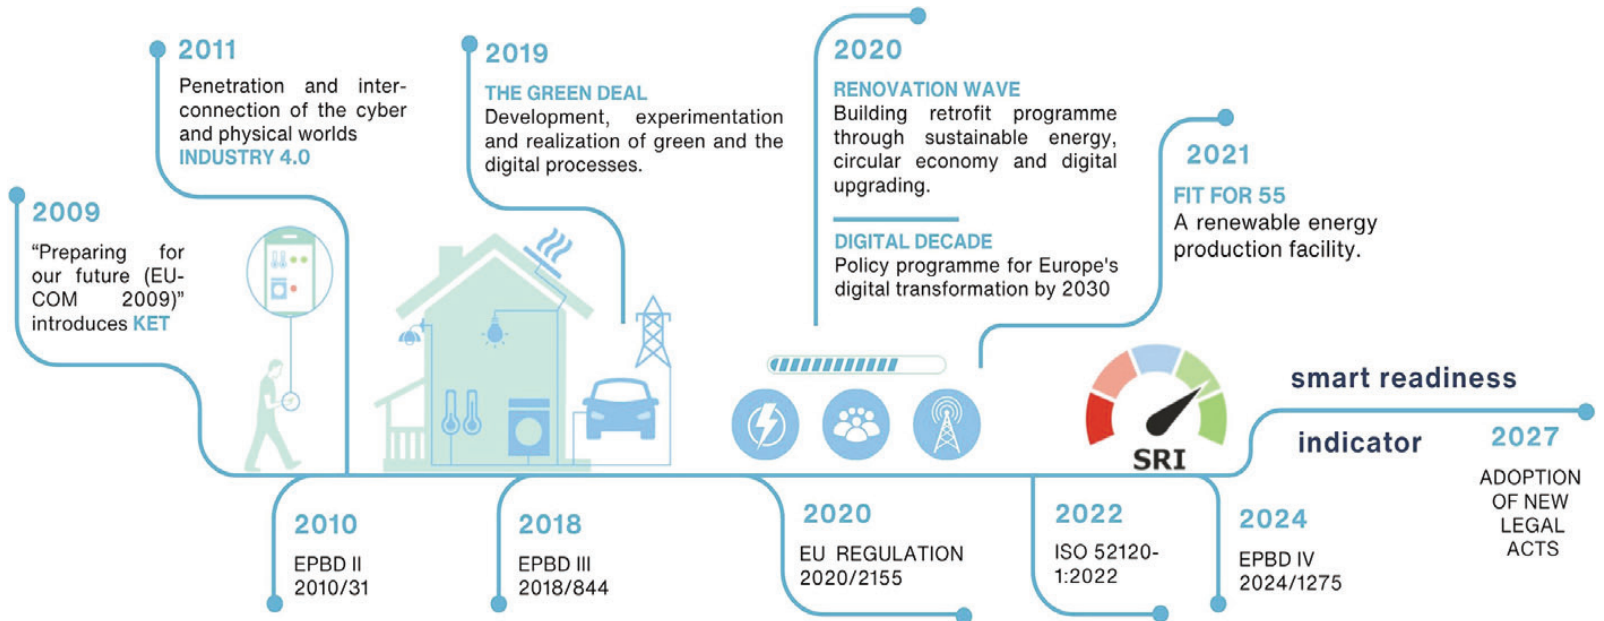 2009
“Preparing for
our future (EU-
COM 2009)”
introduces KET
2011
Penetration and inter-
connection of the cyber
and physical worlds
INDUSTRY 4.0
2019
THE GREEN DEAL
Development, experimentation
and realization of green and the
digital processes.
2020
RENOVATION WAVE
Building retrofit programme
through sustainable energy,
circular economy and digital
upgrading.
DIGITAL DECADE
Policy programme for Europe's
digital transformation by 2030
2021
FIT FOR 55
A renewable energy
production facility.
SRI
smart readiness
indicator
2027
ADOPTION
OF NEW
LEGAL
ACTS
2010
EPBD II
2010/31
2018
EPBD III
2018/844
2020
EU REGULATION
2020/2155
2022
ISO 52120-
1:2022
2024
EPBD IV
2024/1275